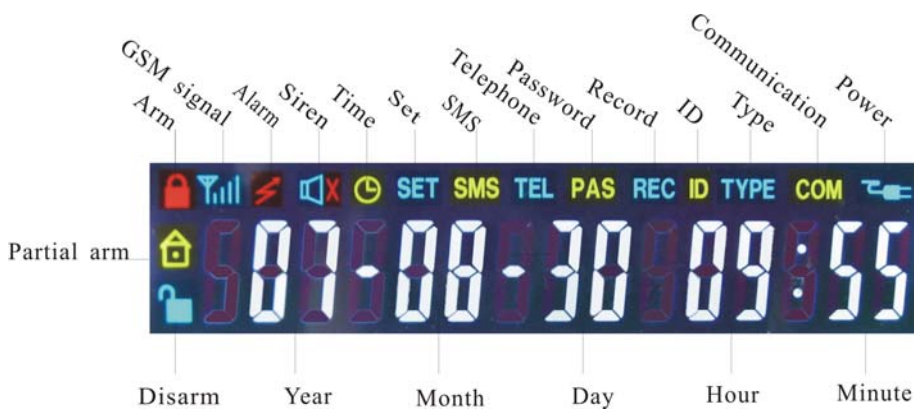 Arm
GSM signal
Alarm
Siren
Time
Set
SMS
Telephone
Password
Record
ID
Type
Communication
Power
SET SMS TEL PAS REC ID TYPE COM
Partial arm
07-08-30 09:55
Disarm Year Month Day Hour Minute